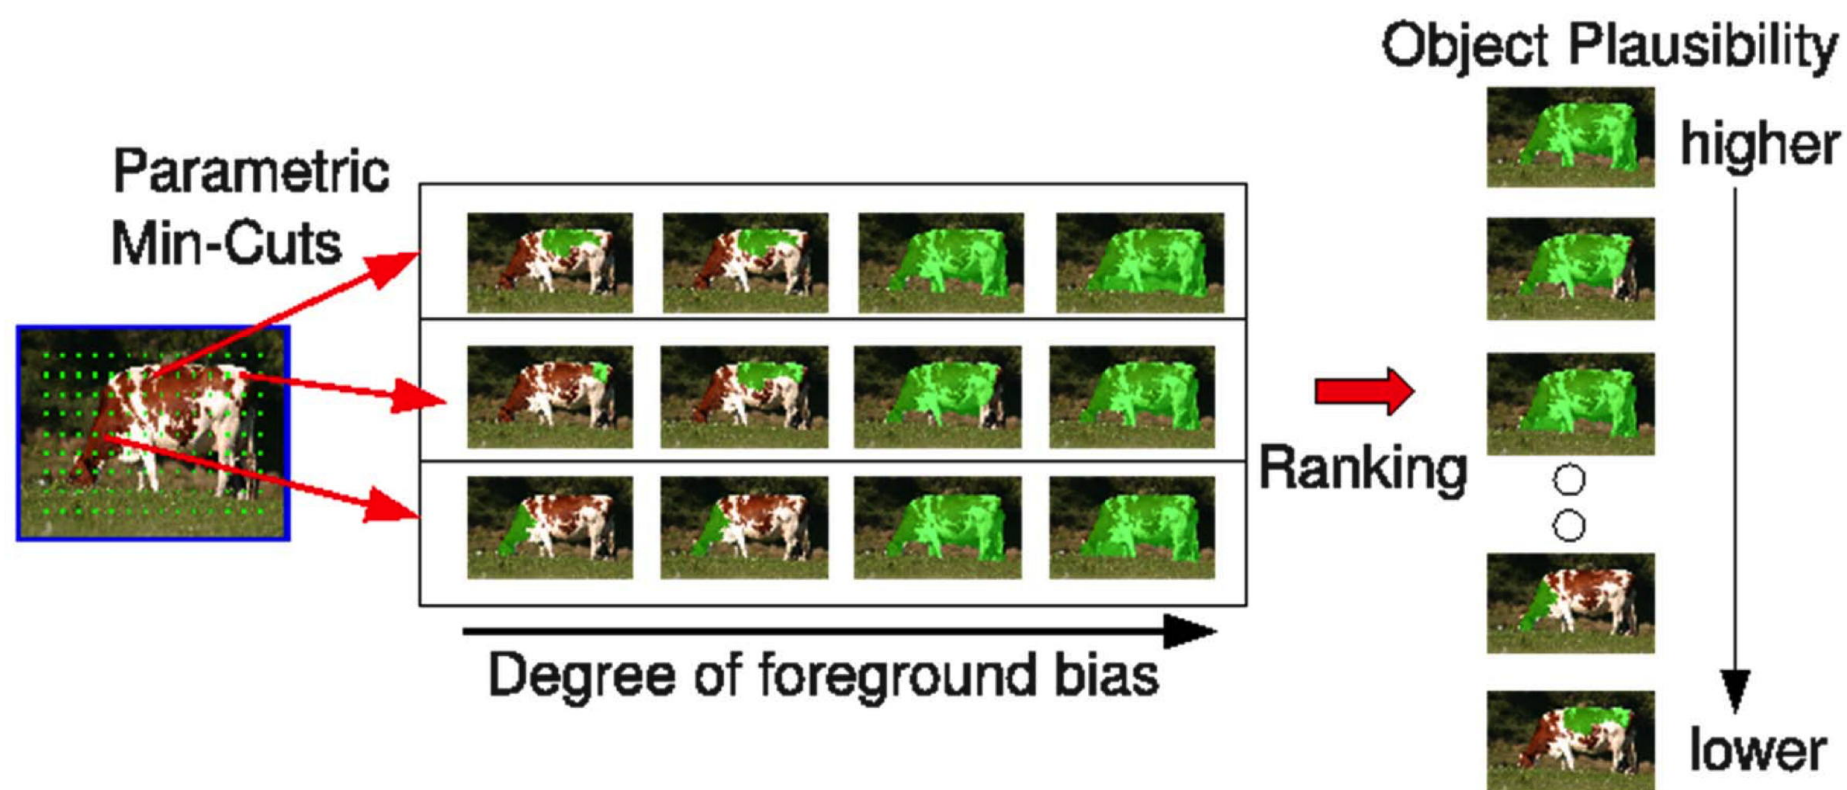 Object Plausibility
higher
Parametric
Min-Cuts
Ranking
Degree of foreground bias
lower